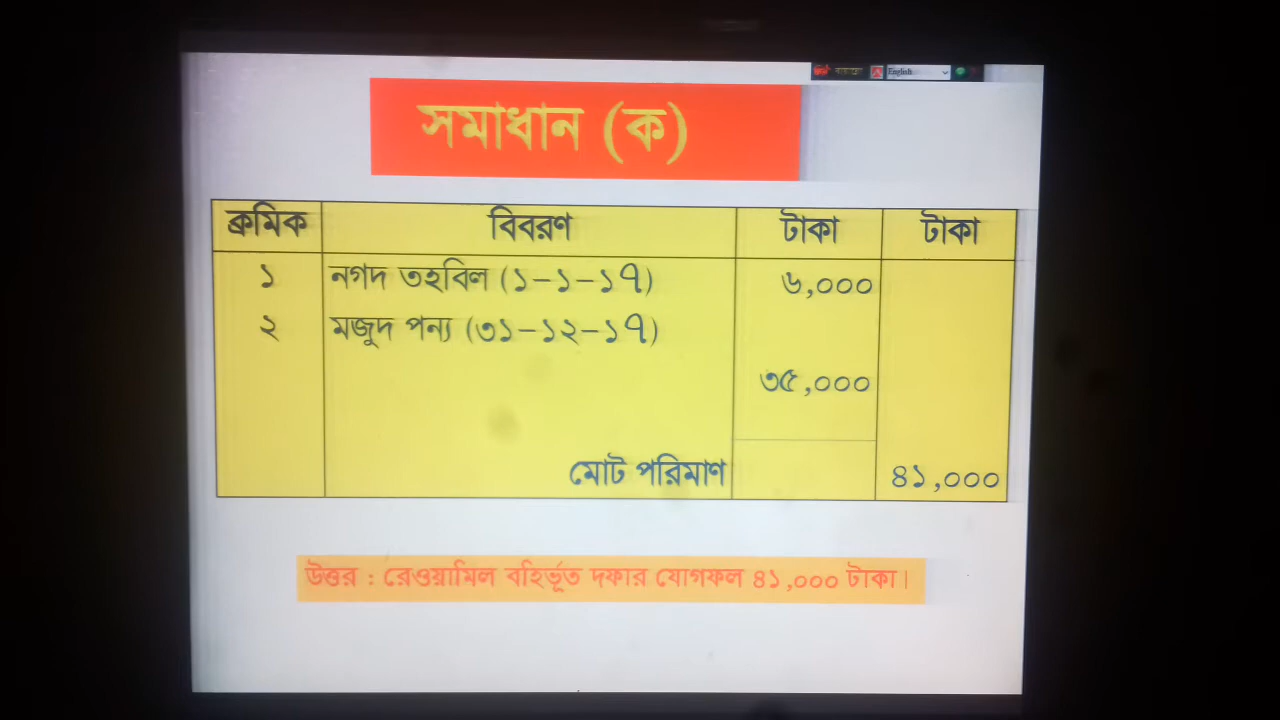 English
সমাধান (ক)
ক্রমিক বিবরণ টাকা টাকা
১ নগদ তহবিল (১-১-১৭) ৬,০০০
২ মজুদ পন্য (৩১-১২-১৭)
৩৫,০০০
মোট পরিমাণ ৪১,০০০
উত্তর : রেওয়ামিল বহির্ভূত দফার যোগফল ৪১,০০০ টাকা।